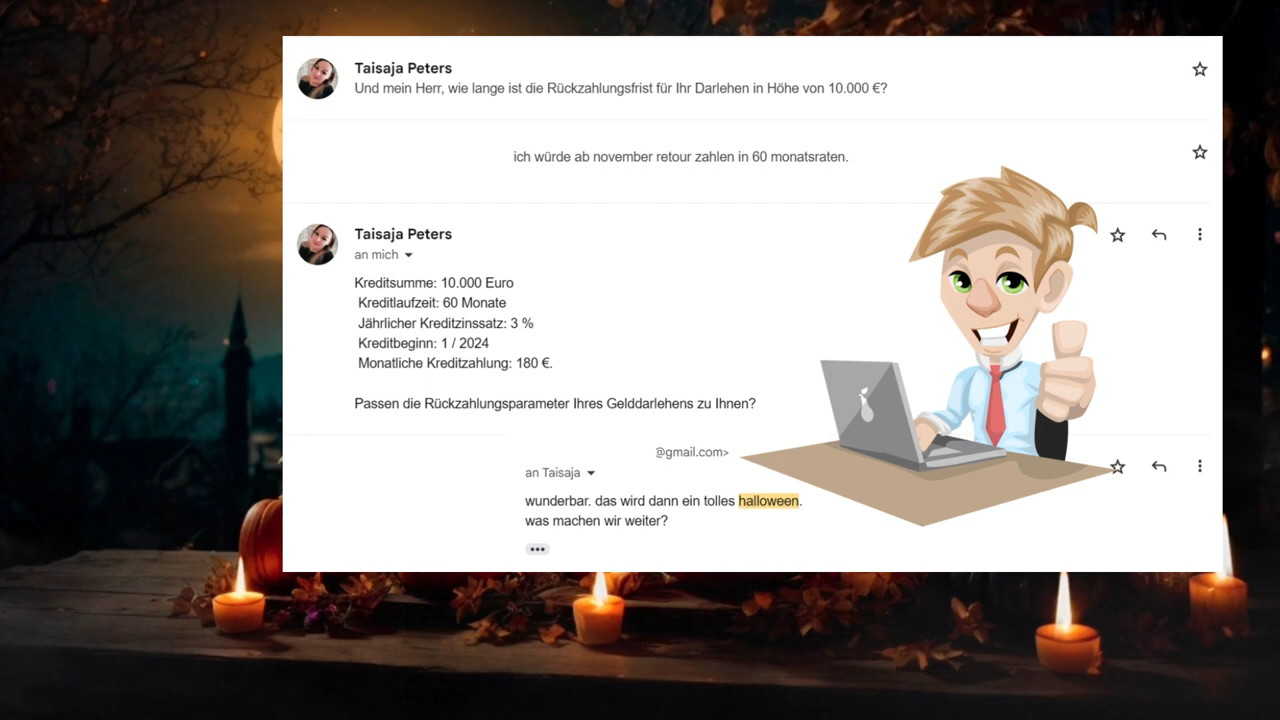 Taisaja Peters
Und mein Herr, wie lange ist die Rückzahlungsfrist für Ihr Darlehen in Höhe von 10.000 €?
ich würde ab november retour zahlen in 60 monatsraten.
Taisaja Peters
an mich
Kreditsumme: 10.000 Euro
Kreditlaufzeit: 60 Monate
Jährlicher Kreditzinssatz: 3 %
Kreditbeginn: 1 / 2024
Monatliche Kreditzahlung: 180 €.
Passen die Rückzahlungsparameter Ihres Gelddarlehens zu Ihnen?
@gmail.com>
an Taisaja
wunderbar. das wird dann ein tolles halloween.
was machen wir weiter?